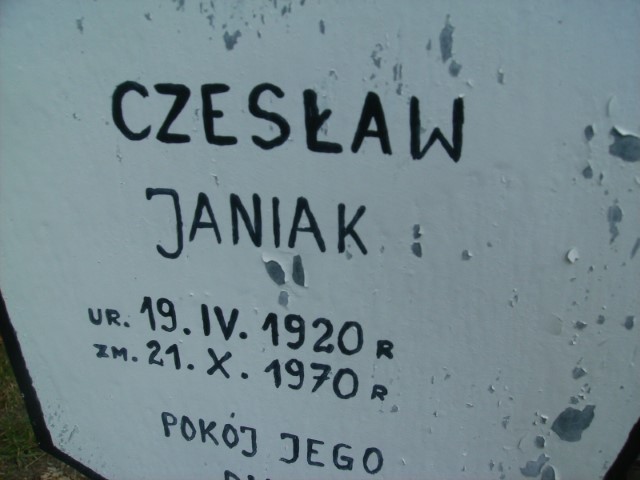 CZESŁAW
JANIAK
UR. 19. IV. 1920 R
ZM. 21. X. 1970 R
POKÓJ JEGO